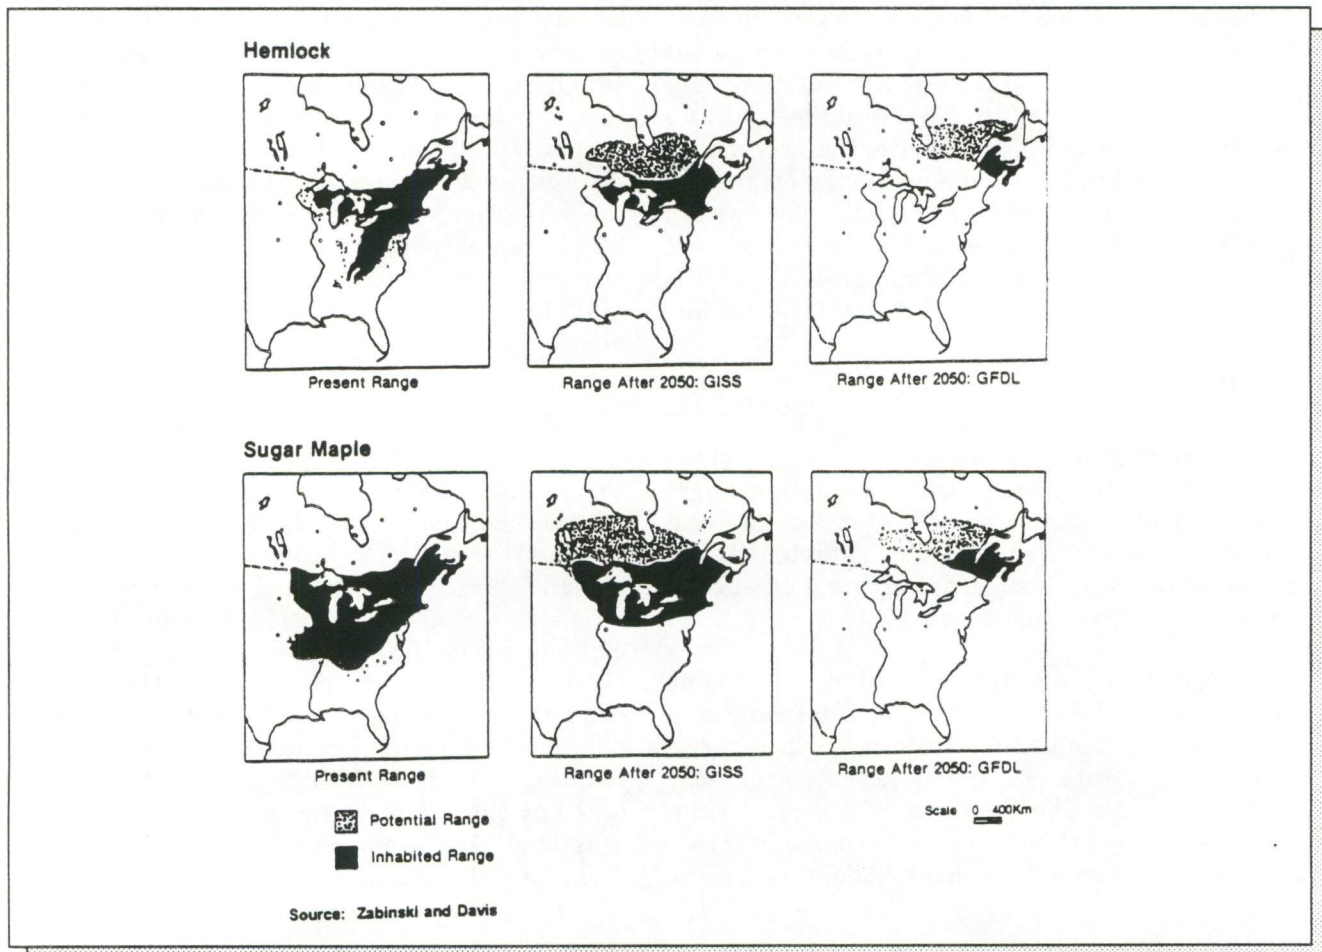 Hemlock
Present Range
Range After 2050: GISS
Range After 2050: GFDL
Sugar Maple
Present Range
Range After 2050: GISS
Range After 2050: GFDL
Scale 0 400Km
Potential Range
Inhabited Range
Source: Zabinski and Davis